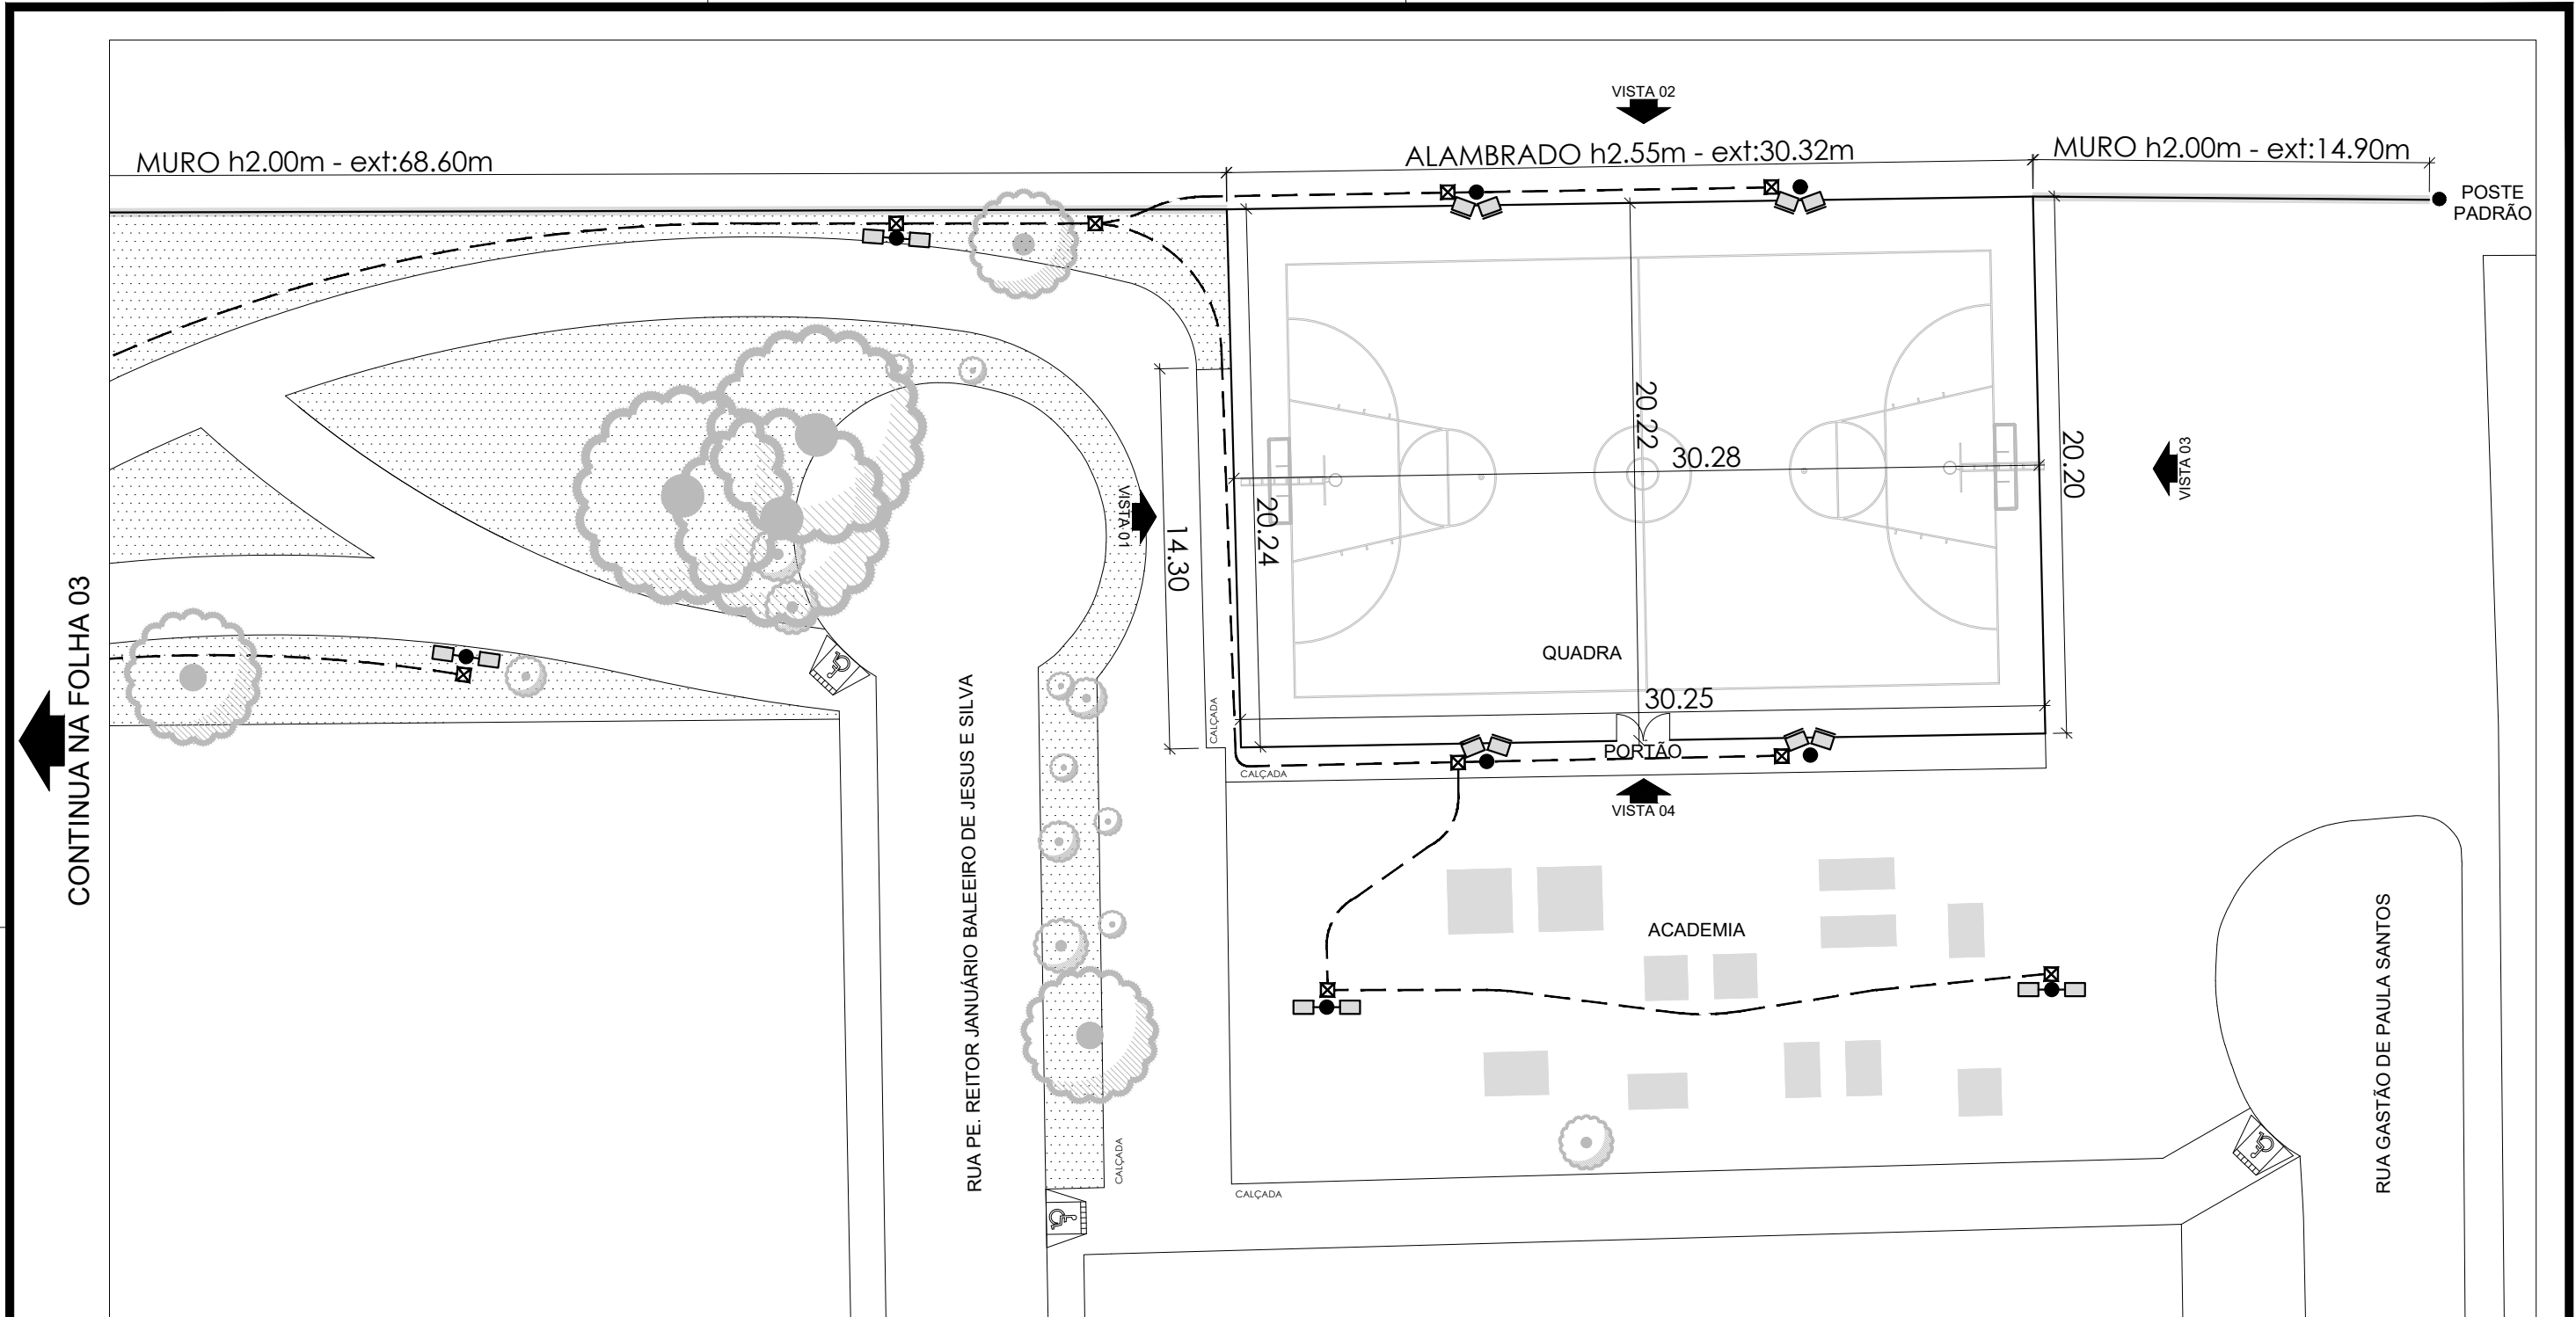 VISTA 02
MURO h2.00m - ext:68.60m
ALAMBRADO h2.55m - ext:30.32m
MURO h2.00m - ext:14.90m
POSTE
PADRÃO
20.22
30.28
20.20
VISTA 03
VISTA 01
14.30
20.24
CONTINUA NA FOLHA 03
QUADRA
30.25
CALÇADA
PORTÃO
CALÇADA
VISTA 04
RUA PE. REITOR JANUÁRIO BALEEIRO DE JESUS E SILVA
ACADEMIA
RUA GASTÃO DE PAULA SANTOS
CALÇADA
CALÇADA